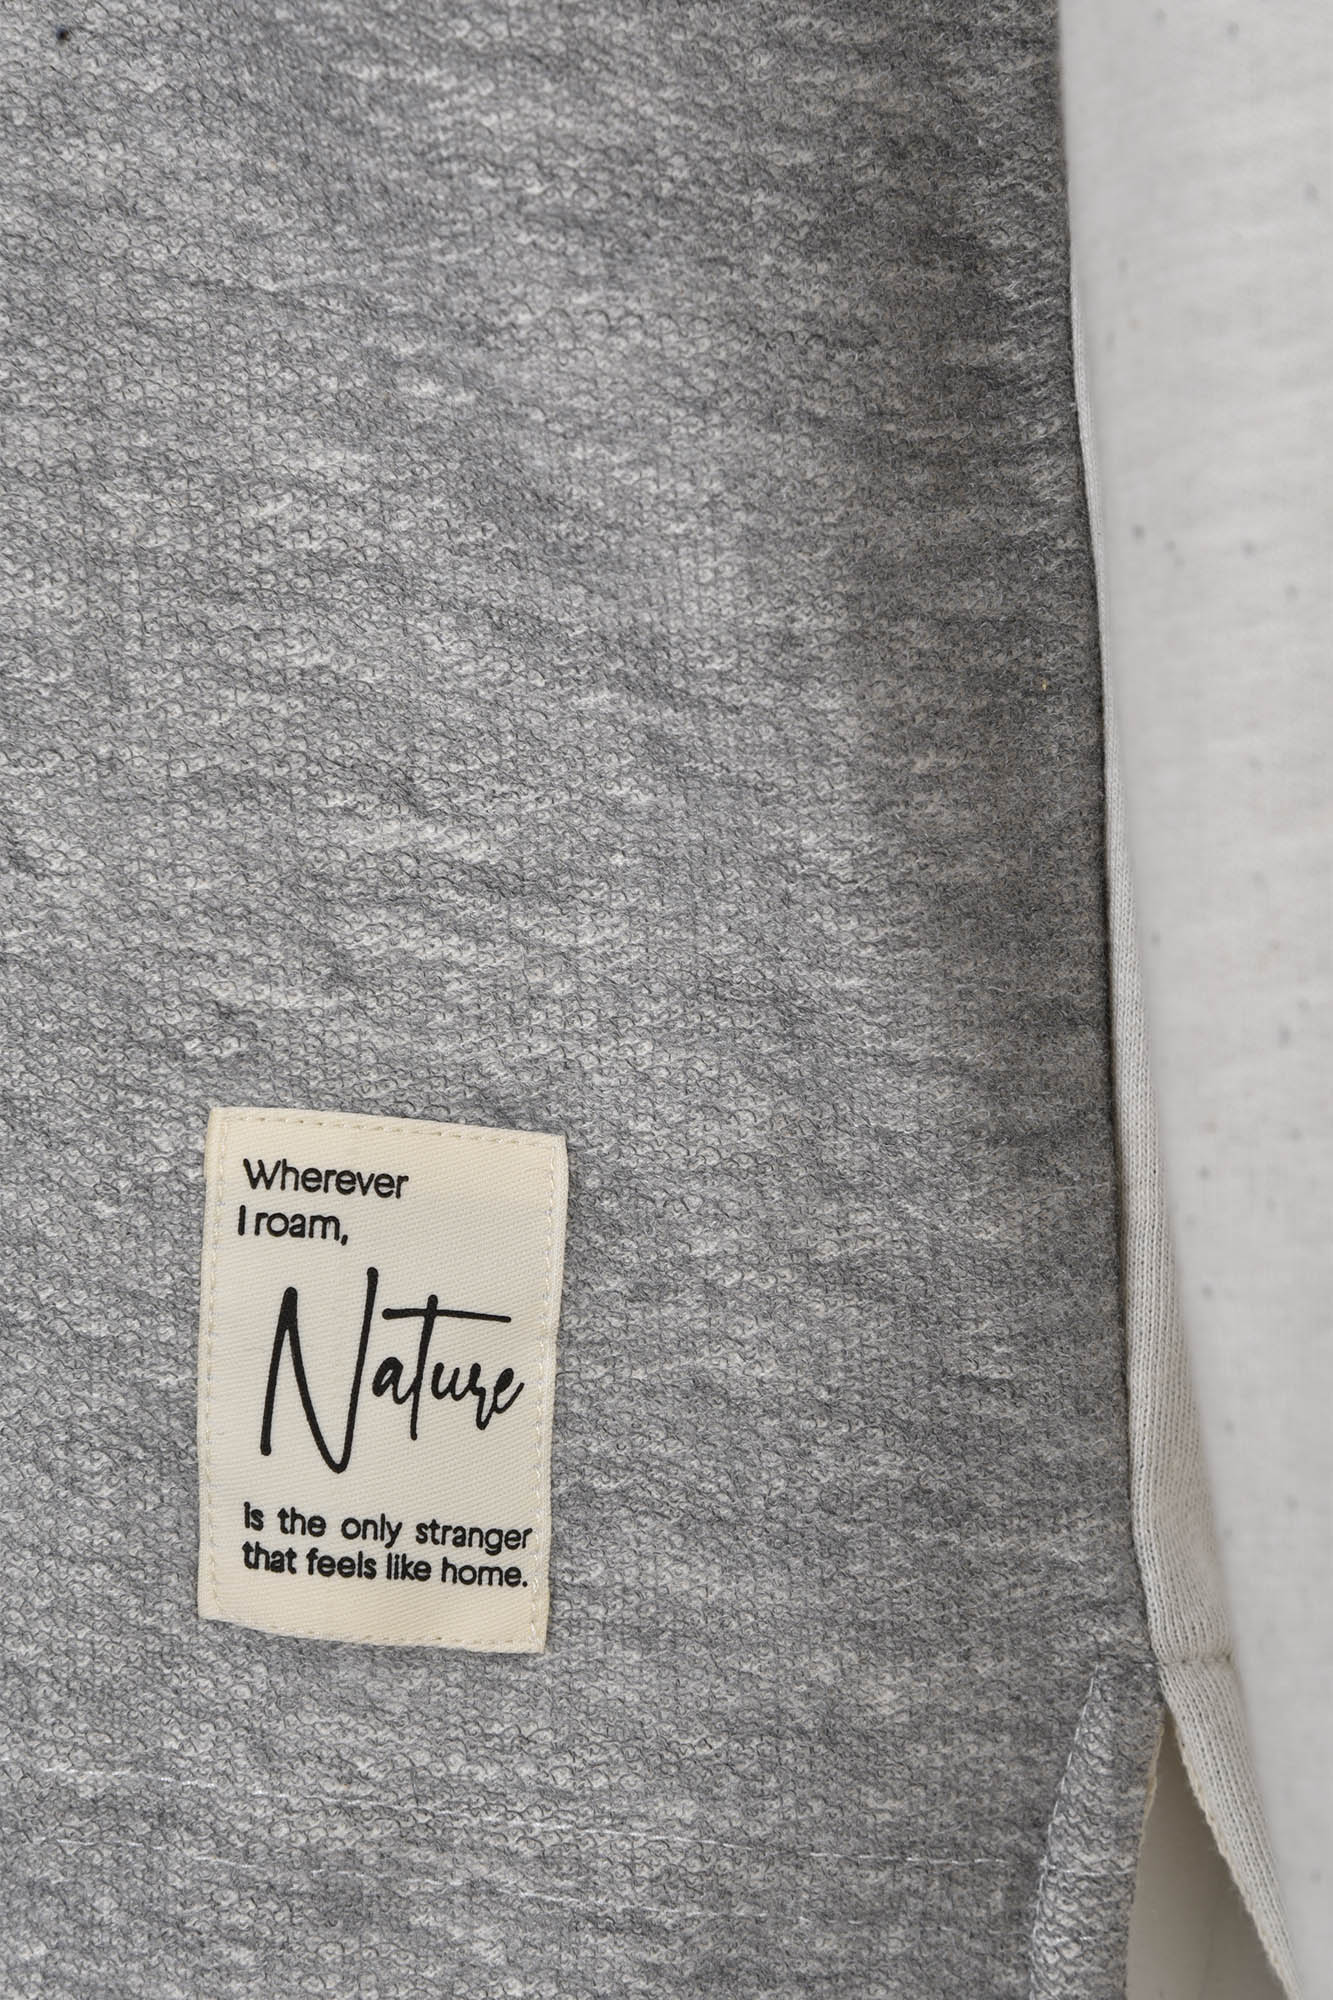 Wherever
I roam,
Nature
is the only stranger
that feels like home.